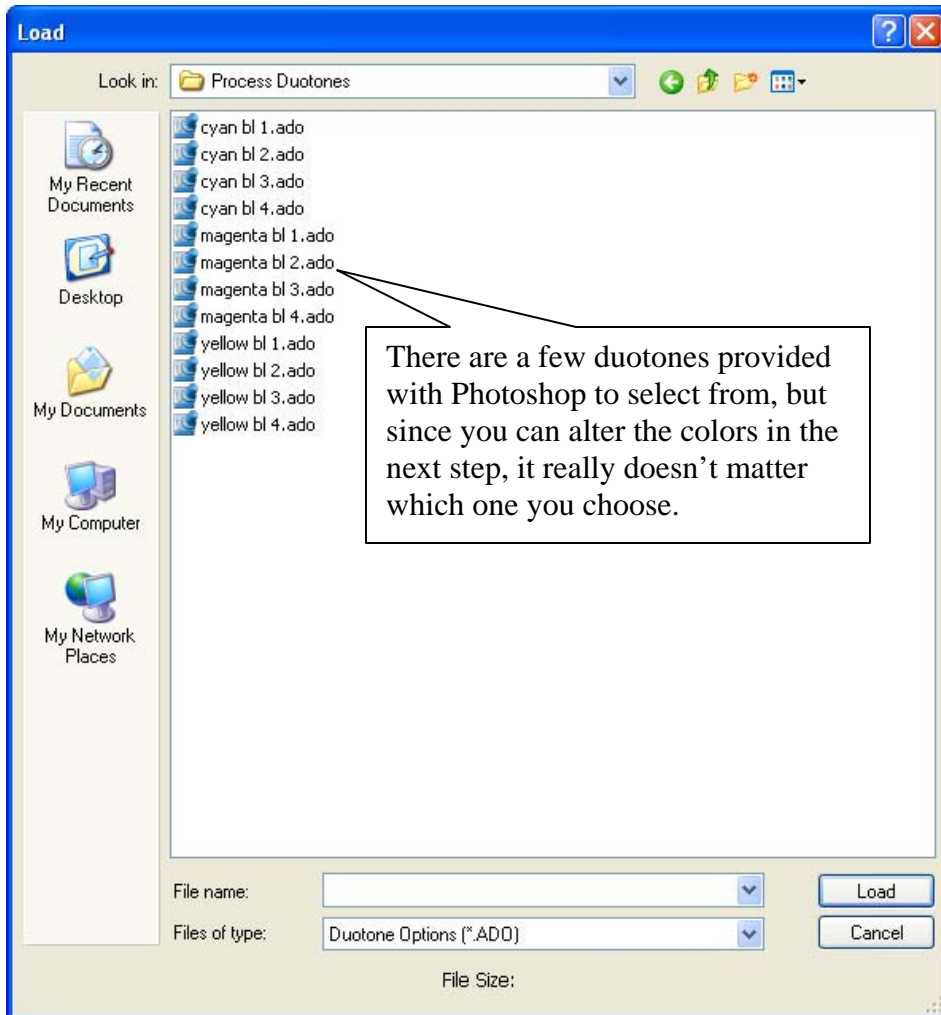 Load
Look in: Process Duotones
My Recent
Documents
Desktop
My Documents
My Computer
My Network
Places
cyan bl 1.ado
cyan bl 2.ado
cyan bl 3.ado
cyan bl 4.ado
magenta bl 1.ado
magenta bl 2.ado
magenta bl 3.ado
magenta bl 4.ado
yellow bl 1.ado
yellow bl 2.ado
yellow bl 3.ado
yellow bl 4.ado
There are a few duotones provided
with Photoshop to select from, but
since you can alter the colors in the
next step, it really doesn’t matter
which one you choose.
File name:
Load
Files of type: Duotone Options (*.ADO)
Cancel
File Size: